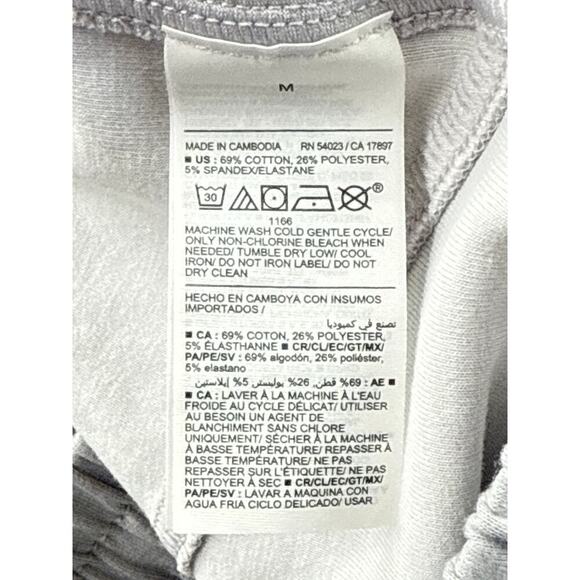 M
MADE IN CAMBODIA RN 54023 / CA 17897
■ US : 69% COTTON, 26% POLYESTER,
5% SPANDEX/ELASTANE
30 ®
1166
MACHINE WASH COLD GENTLE CYCLE/
ONLY NON-CHLORINE BLEACH WHEN
NEEDED/ TUMBLE DRY LOW/ COOL
IRON/ DO NOT IRON LABEL/ DO NOT
DRY CLEAN
HECHO EN CAMBOYA CON INSUMOS
IMPORTADOS /
تصنع في كمبوديا
■ CA : 69% COTON, 26% POLYESTER,
5% ÉLASTHANNE ■ CR/CL/EC/GT/MX/
PA/PE/SV : 69% algodón, 26% poliéster,
5% elastano
■ AE : 69% قطن, 26% بوليستر, 5% إيلاستين
■ CA : LAVER À LA MACHINE À L'EAU
FROIDE AU CYCLE DÉLICAT/ UTILISER
AU BESOIN UN AGENT DE
BLANCHIMENT SANS CHLORE
UNIQUEMENT/ SÉCHER À LA MACHINE
À BASSE TEMPÉRATURE/ REPASSER À
BASSE TEMPÉRATURE/ NE PAS
REPASSER SUR L'ÉTIQUETTE/ NE PAS
NETTOYER À SEC ■ CR/CL/EC/GT/MX/
PA/PE/SV : LAVAR A MAQUINA CON
AGUA FRIA CICLO DELICADO/ USAR